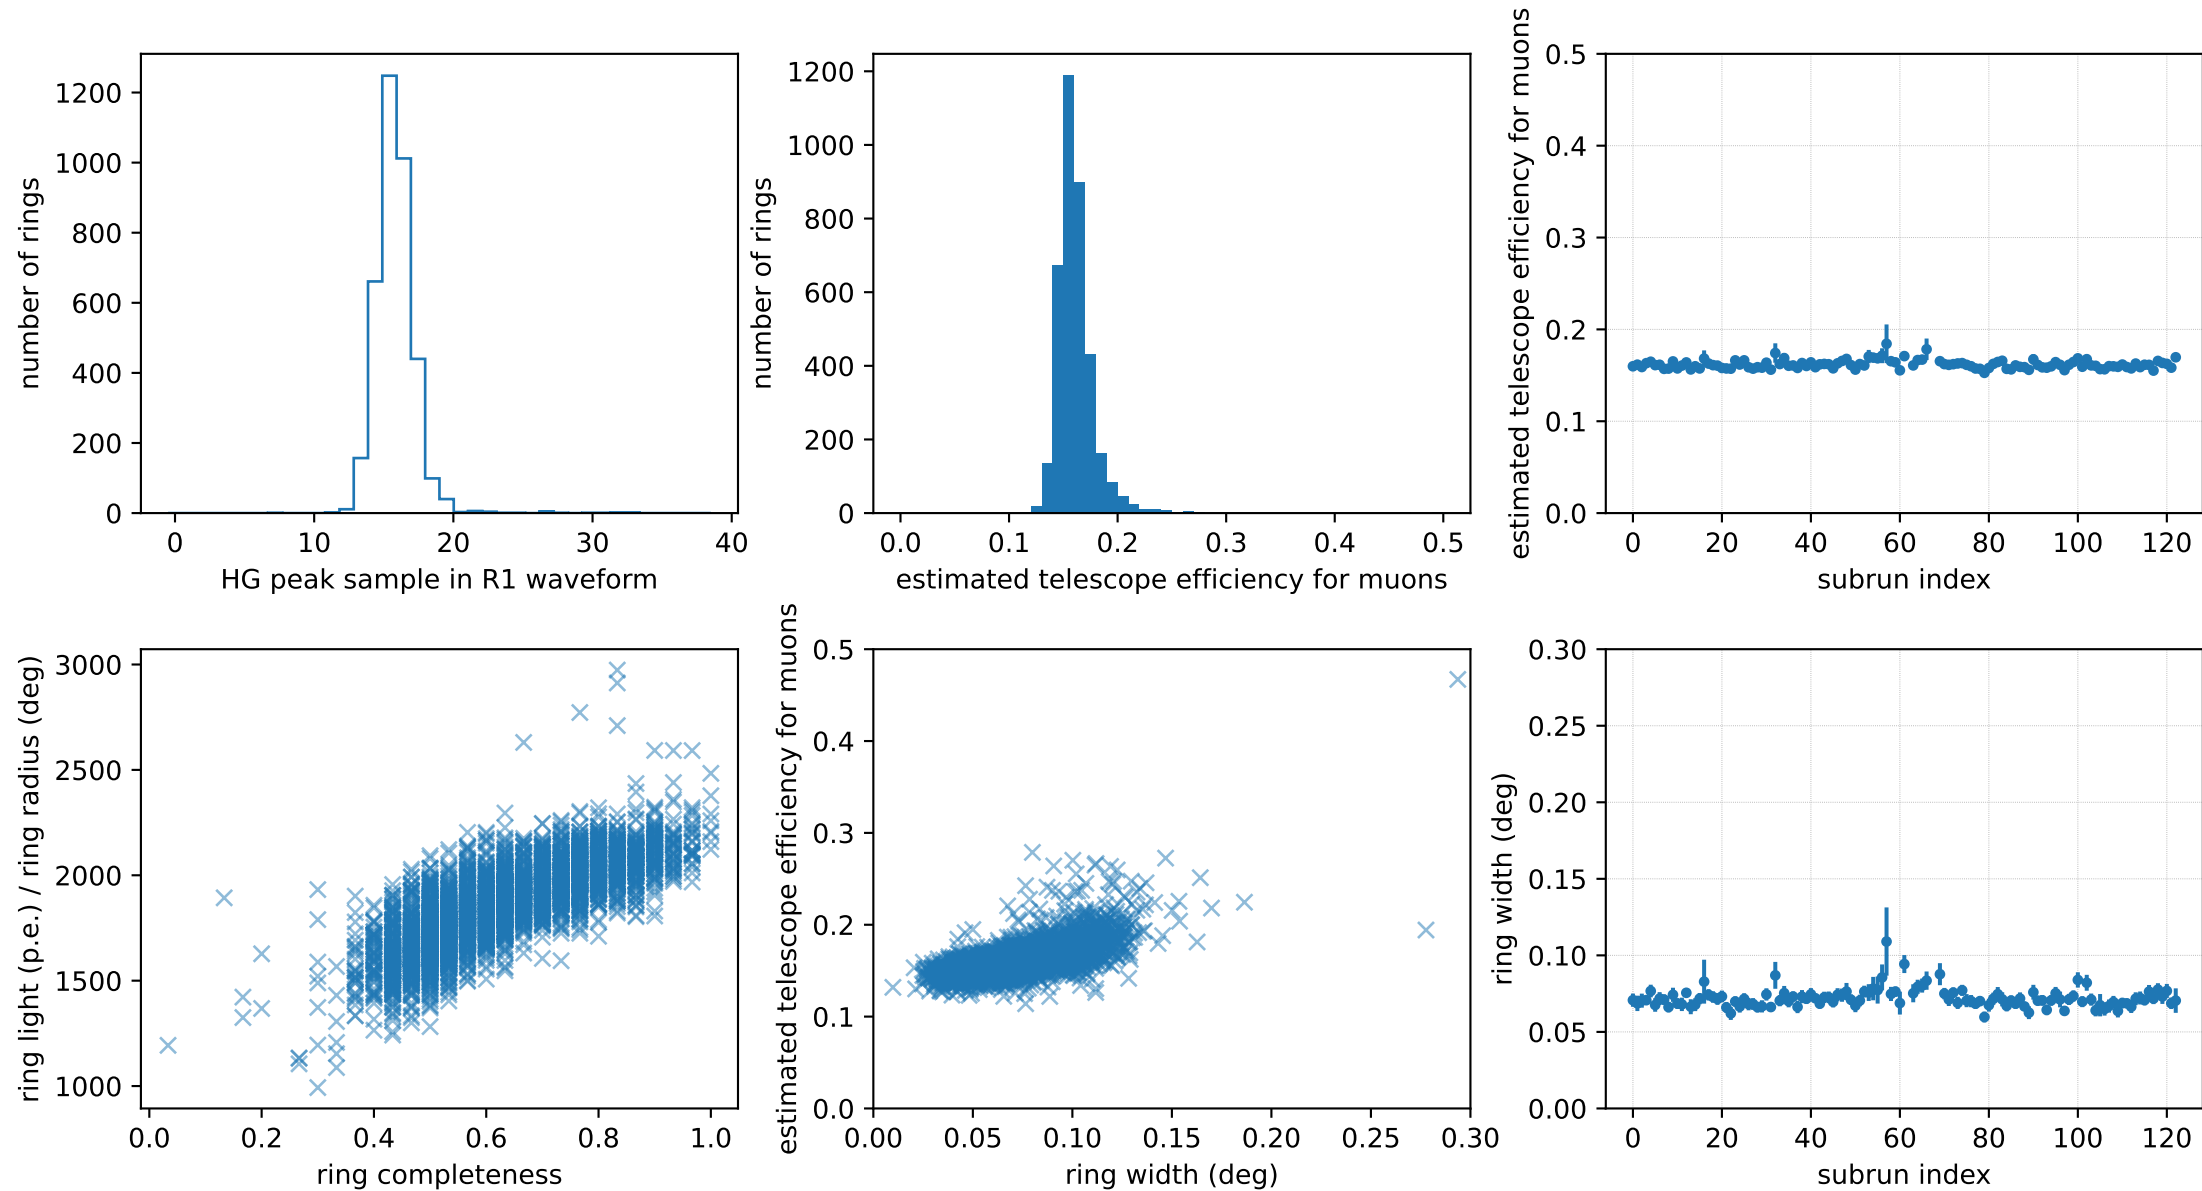 number of rings
1200
1000
800
600
400
200
0
0 10 20 30 40
HG peak sample in R1 waveform
number of rings
1200
1000
800
600
400
200
0
0.0 0.1 0.2 0.3 0.4 0.5
estimated telescope efficiency for muons
estimated telescope efficiency for muons
0.5
0.4
0.3
0.2
0.1
0.0
0 20 40 60 80 100 120
subrun index
ring light (p.e.) / ring radius (deg)
3000
2500
2000
1500
1000
0.0 0.2 0.4 0.6 0.8 1.0
ring completeness
estimated telescope efficiency for muons
0.5
0.4
0.3
0.2
0.1
0.0
0.00 0.05 0.10 0.15 0.20 0.25 0.30
ring width (deg)
ring width (deg)
0.30
0.25
0.20
0.15
0.10
0.05
0.00
0 20 40 60 80 100 120
subrun index